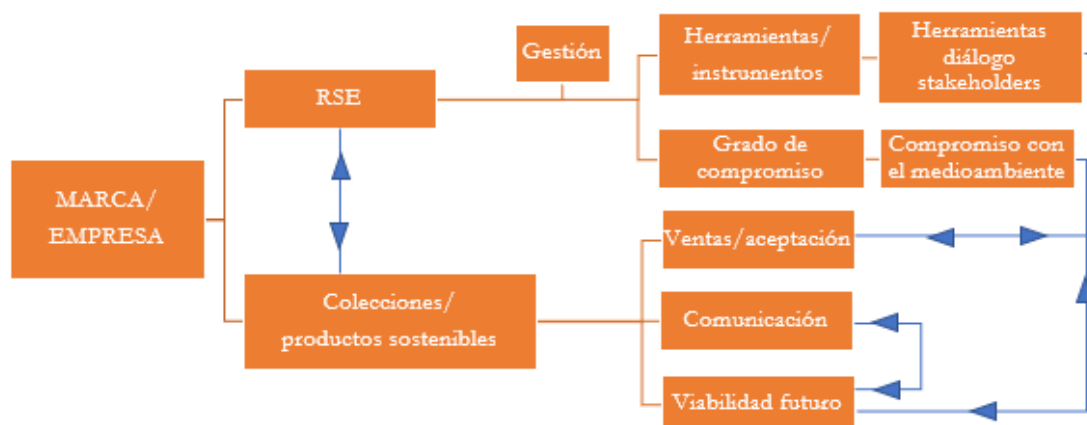 Gestión
Herramientas/
instrumentos
Herramientas
diálogo
stakeholders
RSE
Grado de
compromiso
Compromiso con
el medioambiente
MARCA/
EMPRESA
Ventas/aceptación
Colecciones/
productos sostenibles
Comunicación
Viabilidad futuro